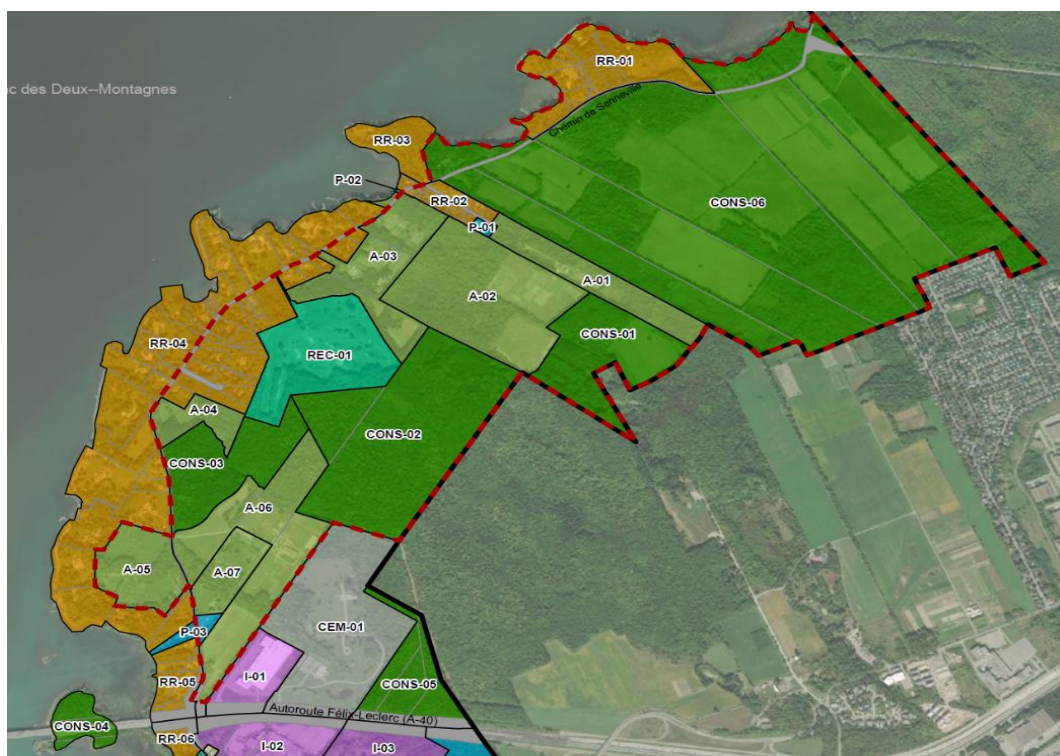 RR-01
ac des Deux--Montagnes
Chemin de Senneville
RR-03
P-02
RR-02
CONS-06
P-01
A-03
A-01
A-02
CONS-01
RR-04
REC-01
A-04
CONS-02
CONS-03
A-06
A-05
A-07
CEM-01
P-03
I-01
RR-05
CONS-05
Autoroute Félix-Leclerc (A-40)
CONS-04
RR-06
I-02
I-03